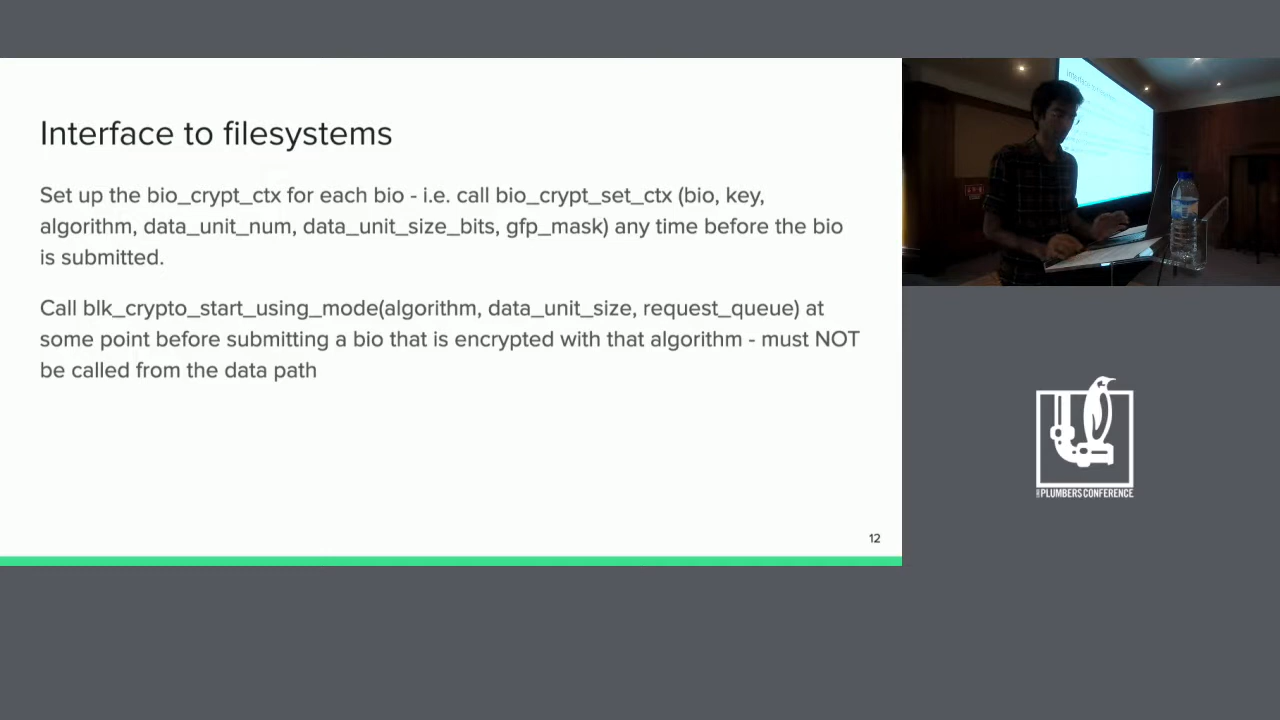 Interface to filesystems
Set up the bio_crypt_ctx for each bio - i.e. call bio_crypt_set_ctx (bio, key,
algorithm, data_unit_num, data_unit_size_bits, gfp_mask) any time before the bio
is submitted.
Call blk_crypto_start_using_mode(algorithm, data_unit_size, request_queue) at
some point before submitting a bio that is encrypted with that algorithm - must NOT
be called from the data path
12
PLUMBERS CONFERENCE